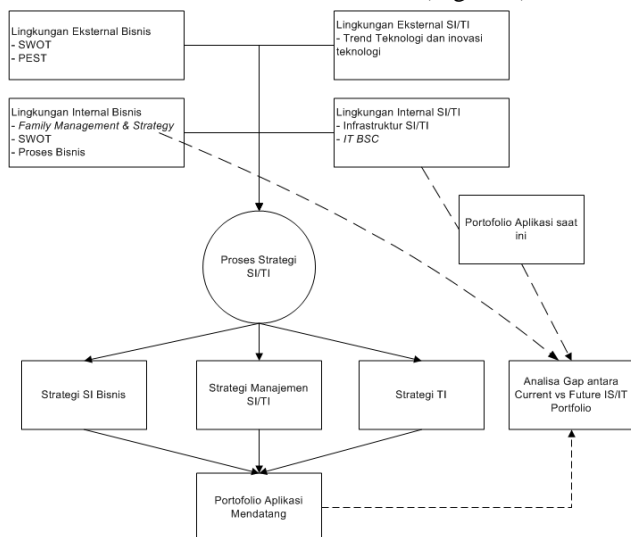 Lingkungan Eksternal Bisnis
- SWOT
- PEST
Lingkungan Eksternal SI/TI
- Trend Teknologi dan inovasi
teknologi
Lingkungan Internal Bisnis
- Family Management & Strategy
- SWOT
- Proses Bisnis
Lingkungan Internal SI/TI
- Infrastruktur SI/TI
- IT BSC
Portofolio Aplikasi saat
ini
Proses Strategi
SI/TI
Strategi SI Bisnis
Strategi Manajemen
SI/TI
Strategi TI
Analisa Gap antara
Current vs Future IS/IT
Portfolio
Portofolio Aplikasi
Mendatang